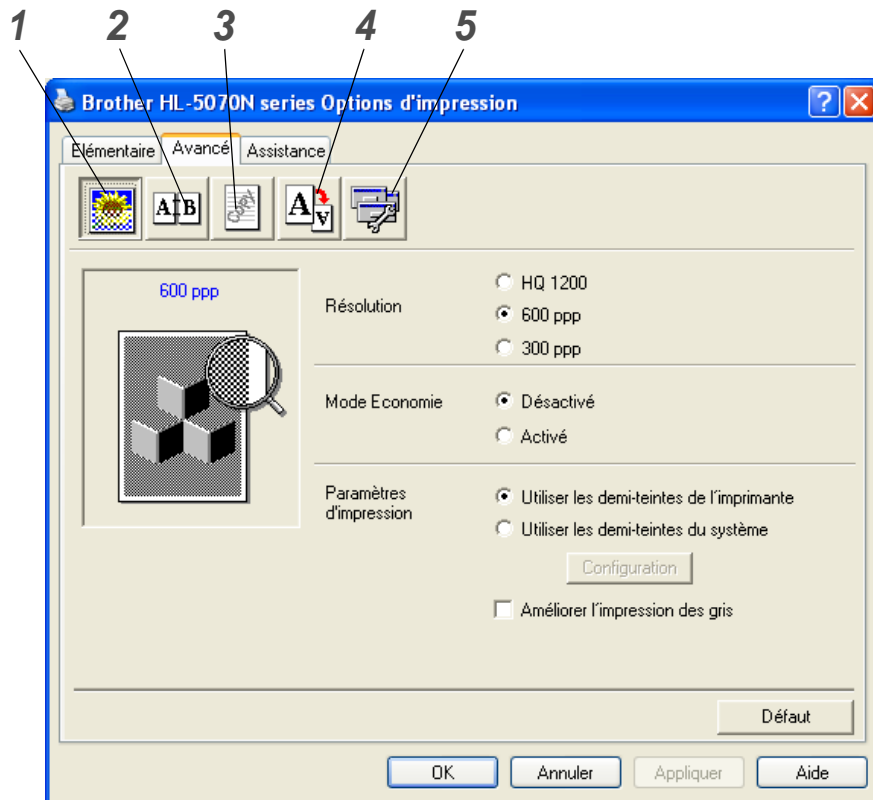 1 2 3 4 5
Brother HL-5070N series Options d'impression
Elémentaire Avancé Assistance
A B Copy A A
600 ppp
Résolution
HQ 1200
600 ppp
300 ppp
Mode Economie
Désactivé
Activé
Paramètres
d'impression
Utiliser les demi-teintes de l'imprimante
Utiliser les demi-teintes du système
Configuration
Améliorer l'impression des gris
Défaut
OK Annuler Appliquer Aide